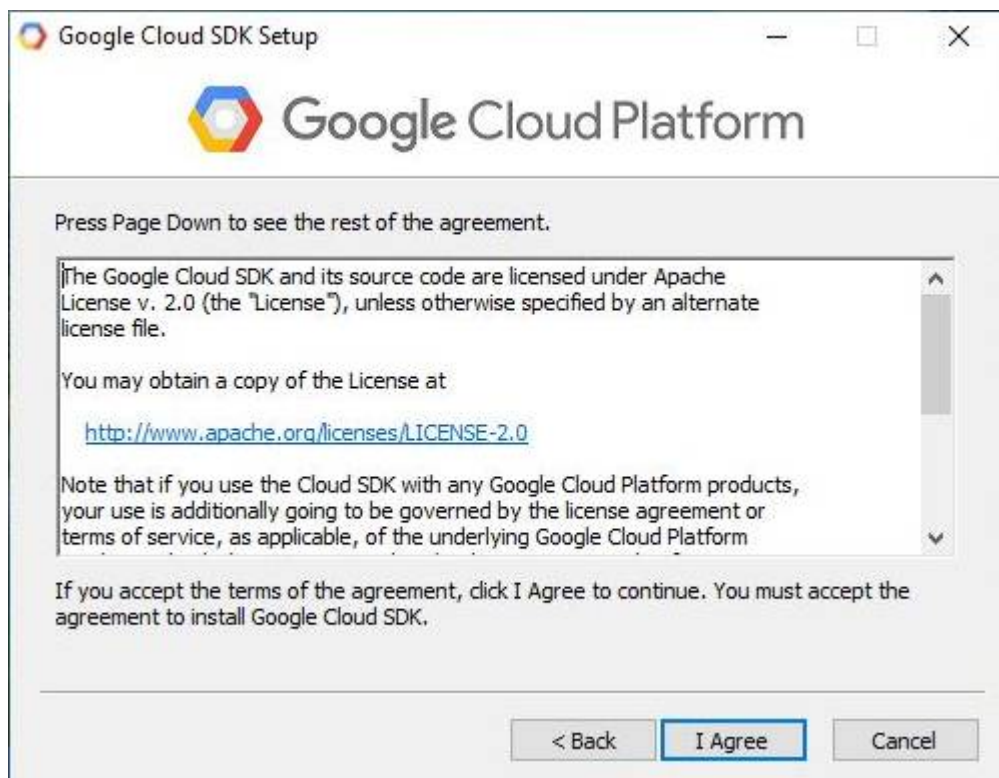 Google Cloud SDK Setup
Google Cloud Platform
Press Page Down to see the rest of the agreement.
The Google Cloud SDK and its source code are licensed under Apache
License v. 2.0 (the "License"), unless otherwise specified by an alternate
license file.
You may obtain a copy of the License at
http://www.apache.org/licenses/LICENSE-2.0
Note that if you use the Cloud SDK with any Google Cloud Platform products,
your use is additionally going to be governed by the license agreement or
terms of service, as applicable, of the underlying Google Cloud Platform
If you accept the terms of the agreement, click I Agree to continue. You must accept the
agreement to install Google Cloud SDK.
< Back I Agree Cancel